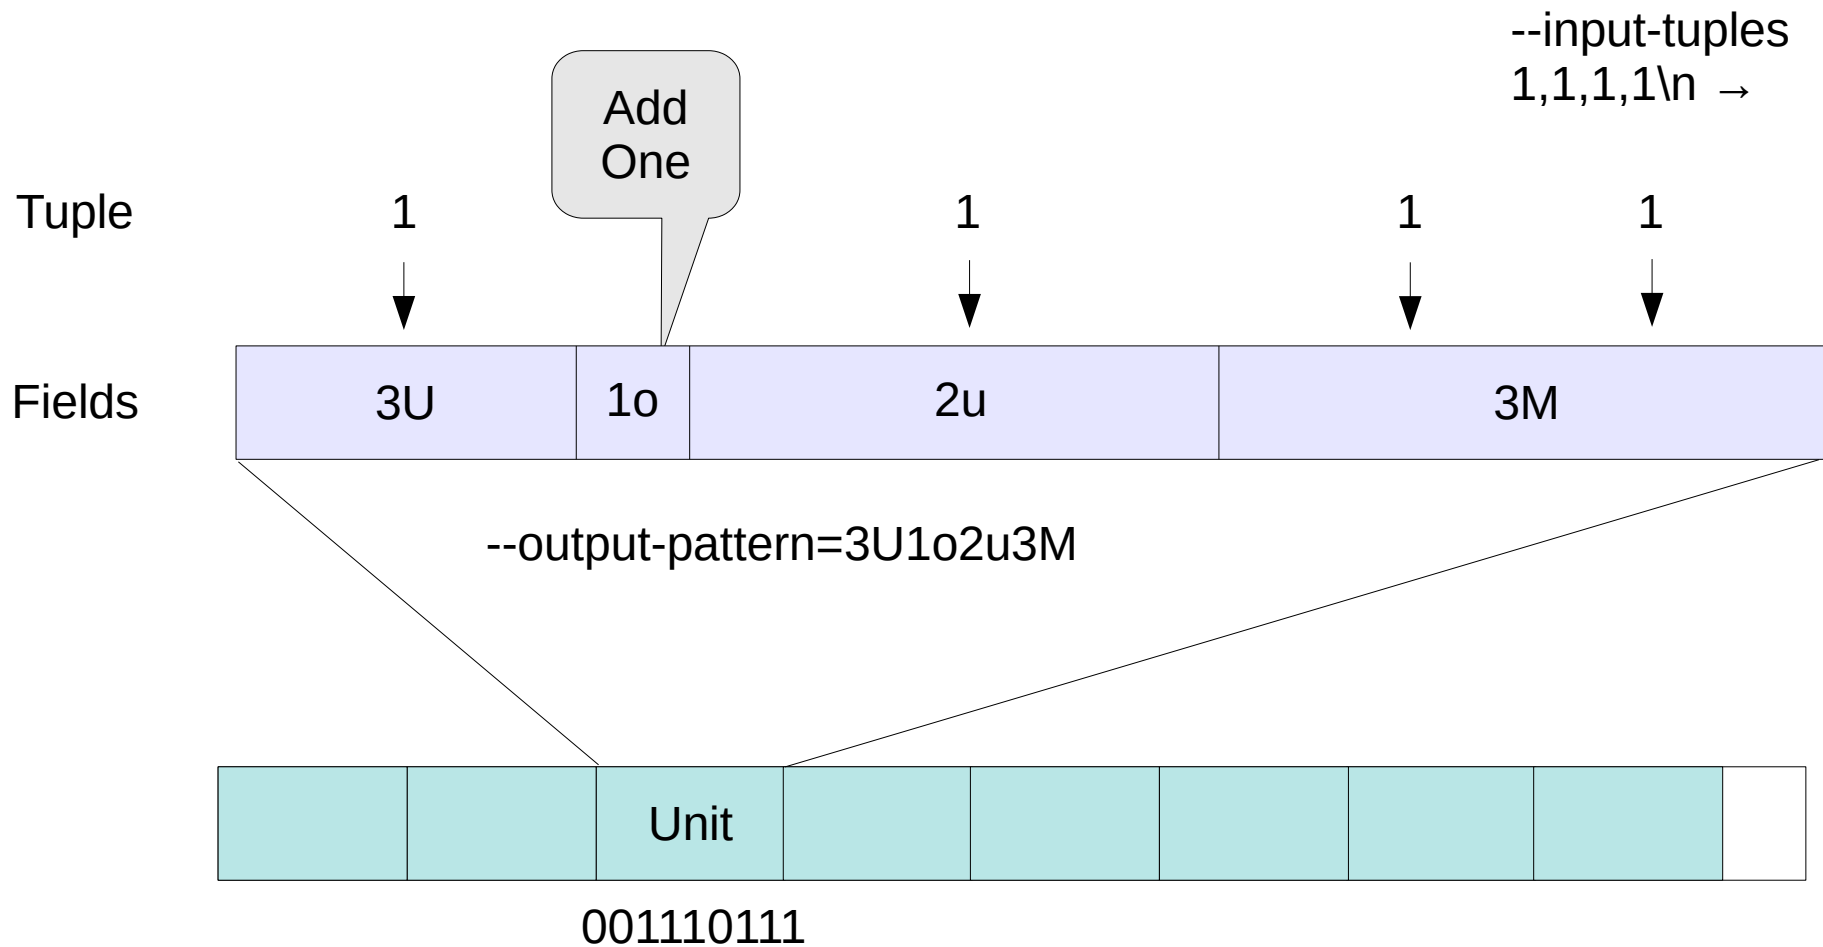 --input-tuples
1,1,1,1\n →
Add
One
Tuple
1
1
1
1
Fields
3U
1o
2u
3M
--output-pattern=3U1o2u3M
Unit
001110111